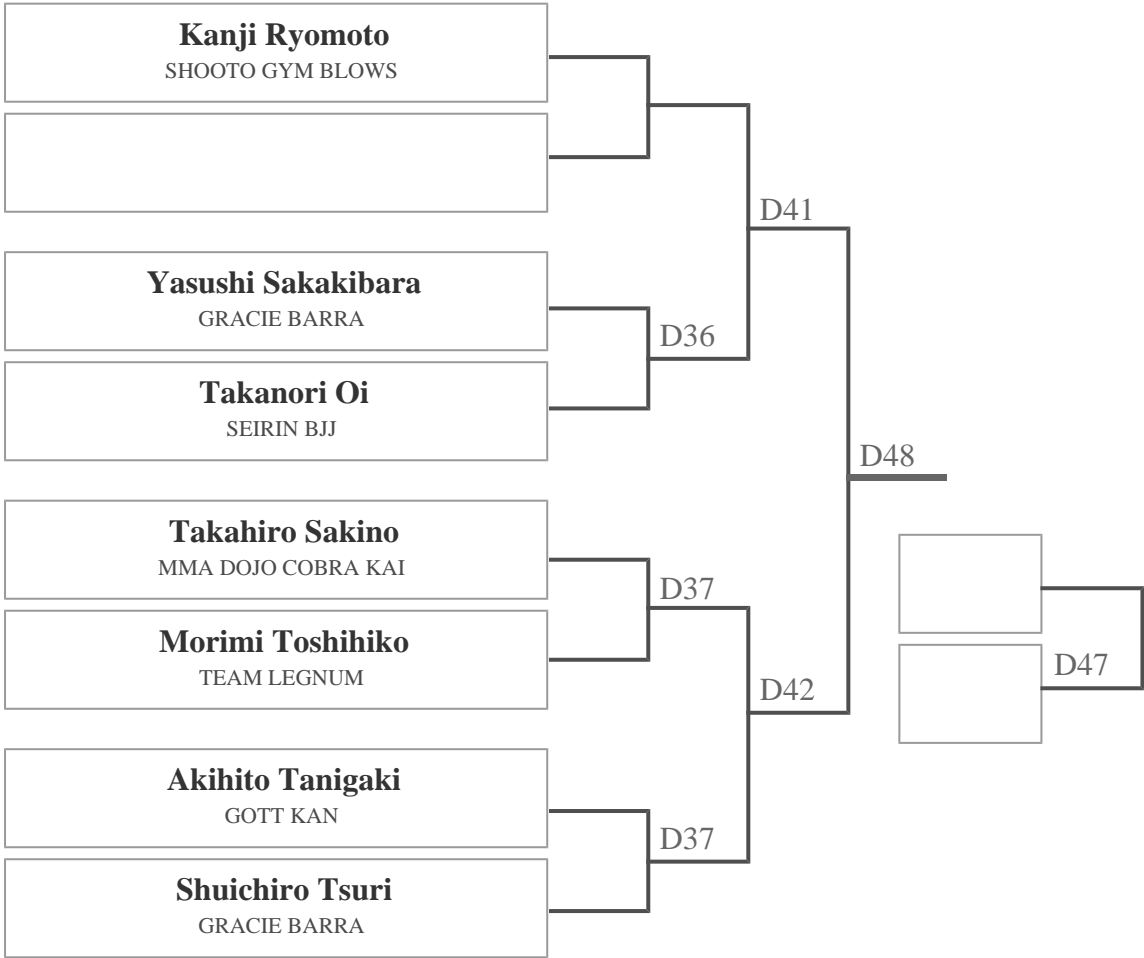 Kanji Ryomoto
SHOOTO GYM BLOWS
D41
Yasushi Sakakibara
GRACIE BARRA
D36
Takanori Oi
SEIRIN BJJ
D48
Takahiro Sakino
MMA DOJO COBRA KAI
D37
Morimi Toshihiko
TEAM LEGNUM
D47
D42
Akihito Tanigaki
GOTT KAN
D37
Shuichiro Tsuri
GRACIE BARRA